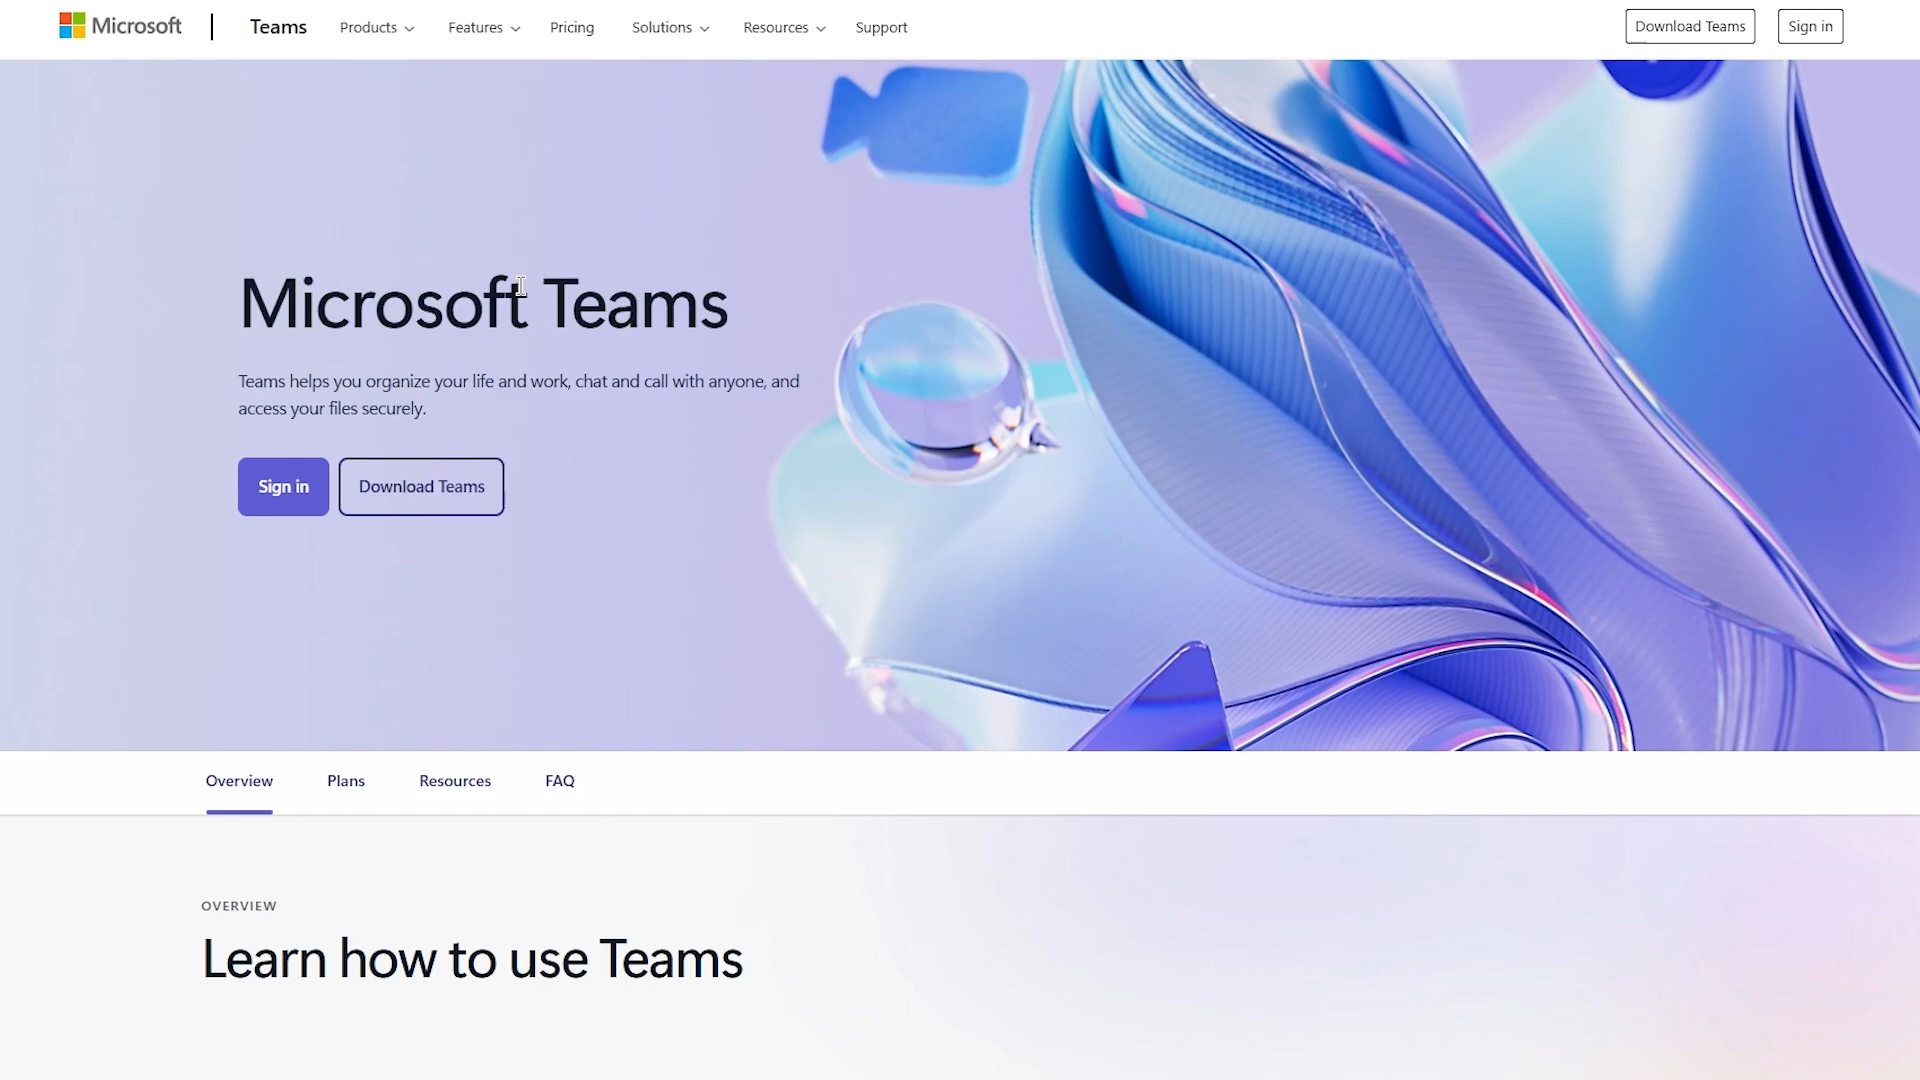 Microsoft
Teams
Products
Features
Pricing
Solutions
Resources
Support
Download Teams
Sign in
Microsoft Teams
Teams helps you organize your life and work, chat and call with anyone, and
access your files securely.
Sign in
Download Teams
Overview
Plans
Resources
FAQ
OVERVIEW
Learn how to use Teams